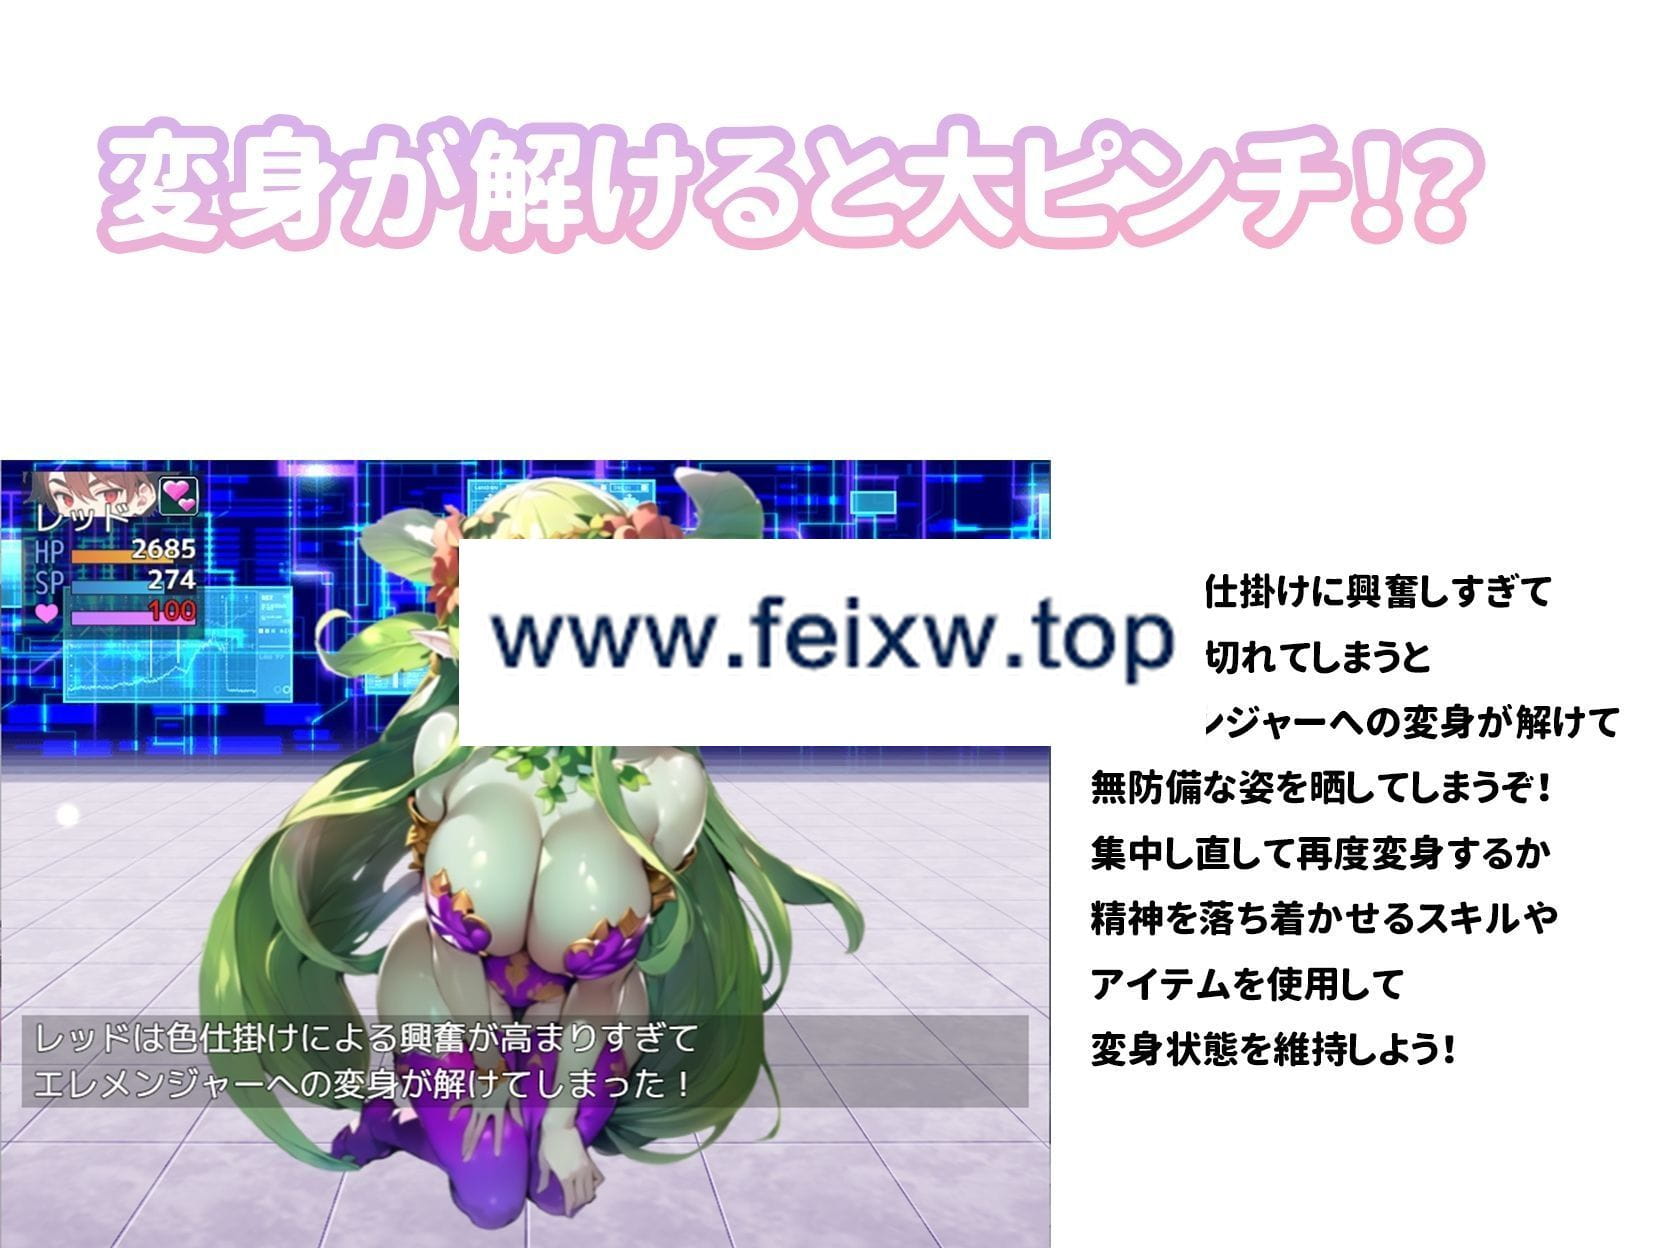 変身が解けると大ピンチ!?
レッド
HP 2685
SP 274
100
www.feixw.top
仕掛けに興奮しすぎて
切れてしまうと
ンジャーへの変身が解けて
無防備な姿を晒してしまうぞ!
集中し直して再度変身するか
精神を落ち着かせるスキルや
アイテムを使用して
変身状態を維持しよう!
レッドは色仕掛けによる興奮が高まりすぎて
エレメンジャーへの変身が解けてしまった！